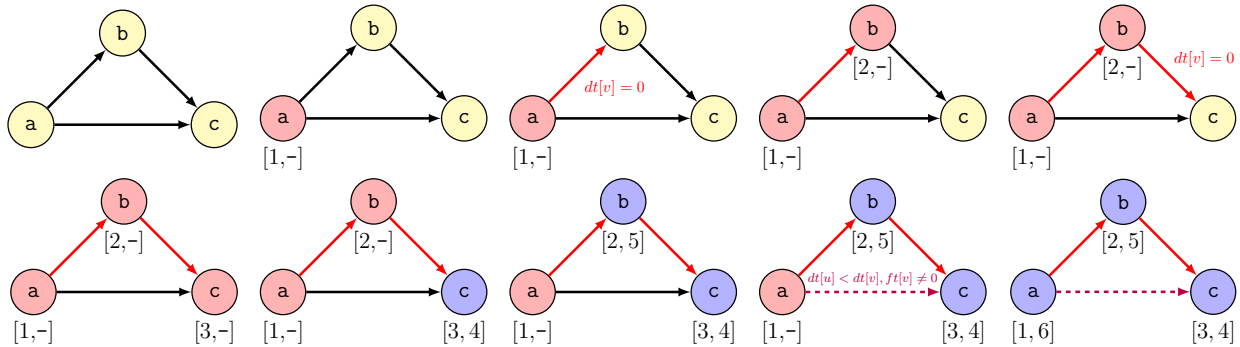 b
a
c
b
a
c
[1,-]
b
dt[v] = 0
a
c
[1,-]
b
[2,-]
a
c
[1,-]
b
[2,-]
dt[v] = 0
a
c
[1,-]
b
[2,-]
a
c
[1,-]
[3,-]
b
[2,-]
a
c
[1,-]
[3, 4]
b
[2, 5]
a
c
[1,-]
[3, 4]
b
[2, 5]
dt[u] < dt[v], ft[v] ≠ 0
a
c
[1,-]
[3, 4]
b
[2, 5]
a
c
[1, 6]
[3, 4]